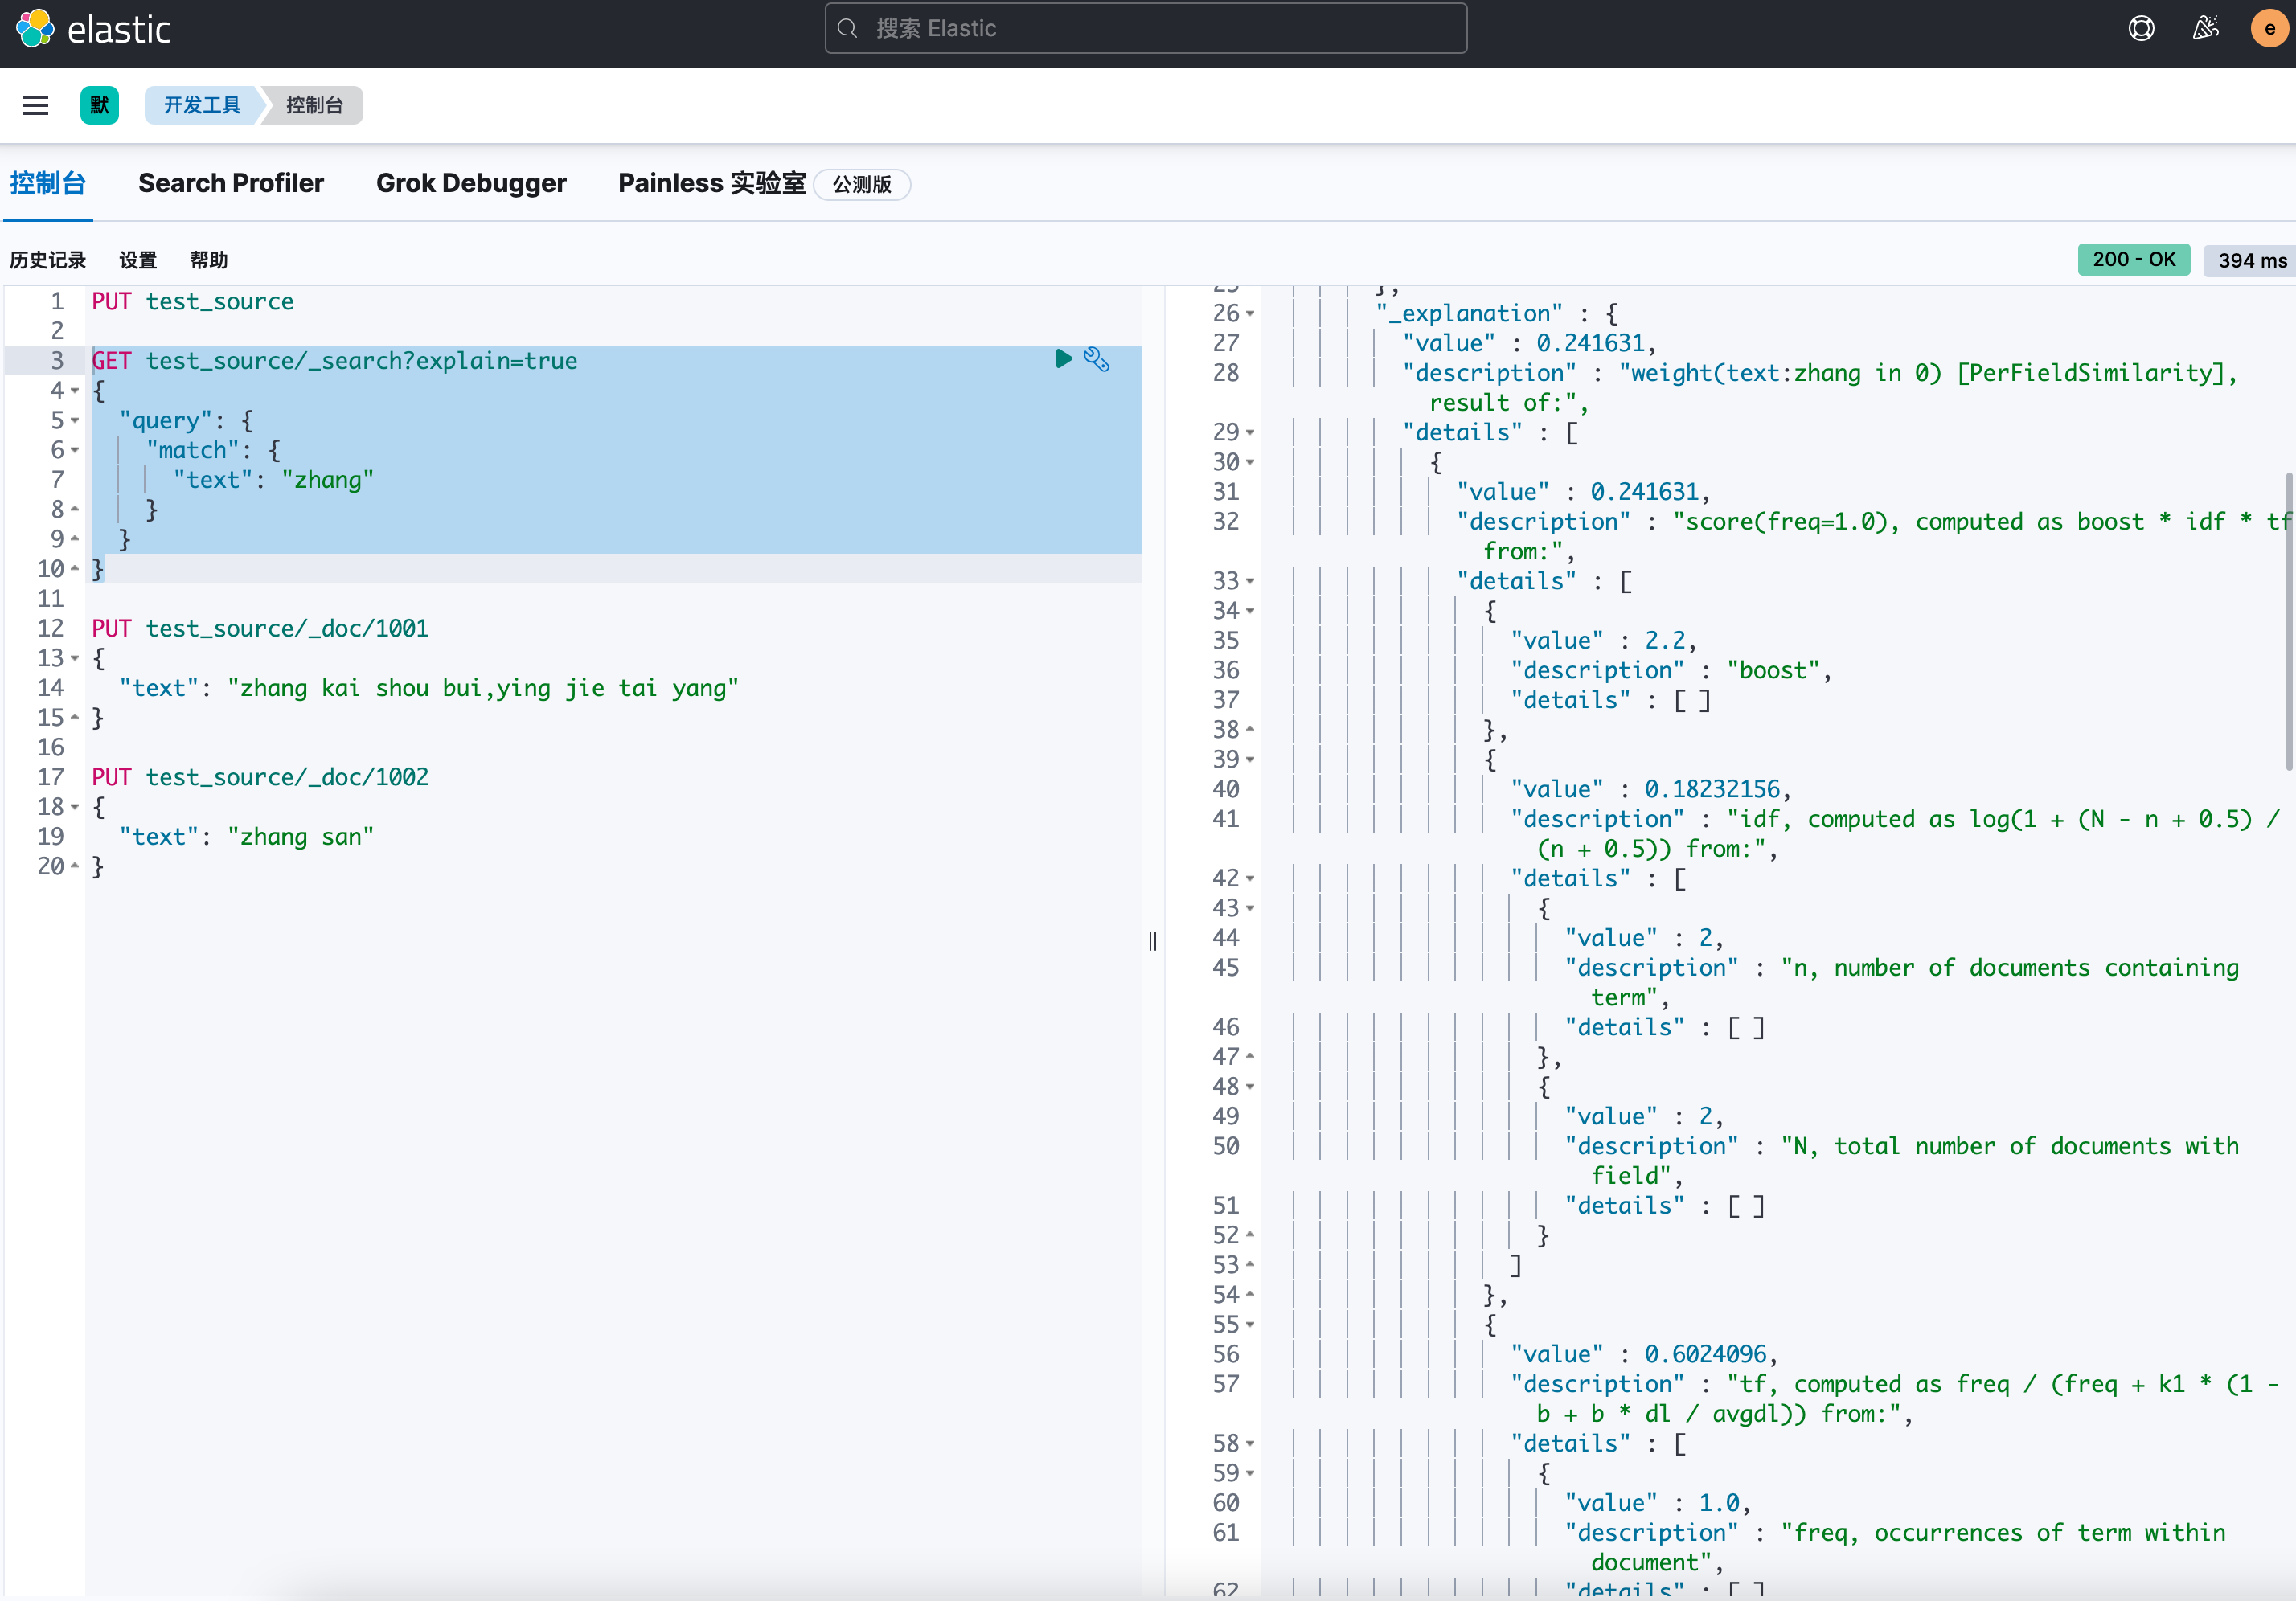 elastic
搜索 Elastic
e
默
开发工具
控制台
控制台
Search Profiler
Grok Debugger
Painless 实验室
公测版
历史记录
设置
帮助
200 - OK
394 ms
1 PUT test_source
2
3 GET test_source/_search?explain=true
4 {
5 "query": {
6 "match": {
7 "text": "zhang"
8 }
9 }
10 }
11
12 PUT test_source/_doc/1001
13 {
14 "text": "zhang kai shou bui,ying jie tai yang"
15 }
16
17 PUT test_source/_doc/1002
18 {
19 "text": "zhang san"
20 }
25 },
26 "_explanation" : {
27 "value" : 0.241631,
28 "description" : "weight(text:zhang in 0) [PerFieldSimilarity],
result of:",
29 "details" : [
30 {
31 "value" : 0.241631,
32 "description" : "score(freq=1.0), computed as boost * idf * tf
from:",
33 "details" : [
34 {
35 "value" : 2.2,
36 "description" : "boost",
37 "details" : [ ]
38 },
39 {
40 "value" : 0.18232156,
41 "description" : "idf, computed as log(1 + (N - n + 0.5) /
(n + 0.5)) from:",
42 "details" : [
43 {
44 "value" : 2,
45 "description" : "n, number of documents containing
term",
46 "details" : [ ]
47 },
48 {
49 "value" : 2,
50 "description" : "N, total number of documents with
field",
51 "details" : [ ]
52 }
53 ]
54 },
55 {
56 "value" : 0.6024096,
57 "description" : "tf, computed as freq / (freq + k1 * (1 -
b + b * dl / avgdl)) from:",
58 "details" : [
59 {
60 "value" : 1.0,
61 "description" : "freq, occurrences of term within
document",
62 "details" : [ ]